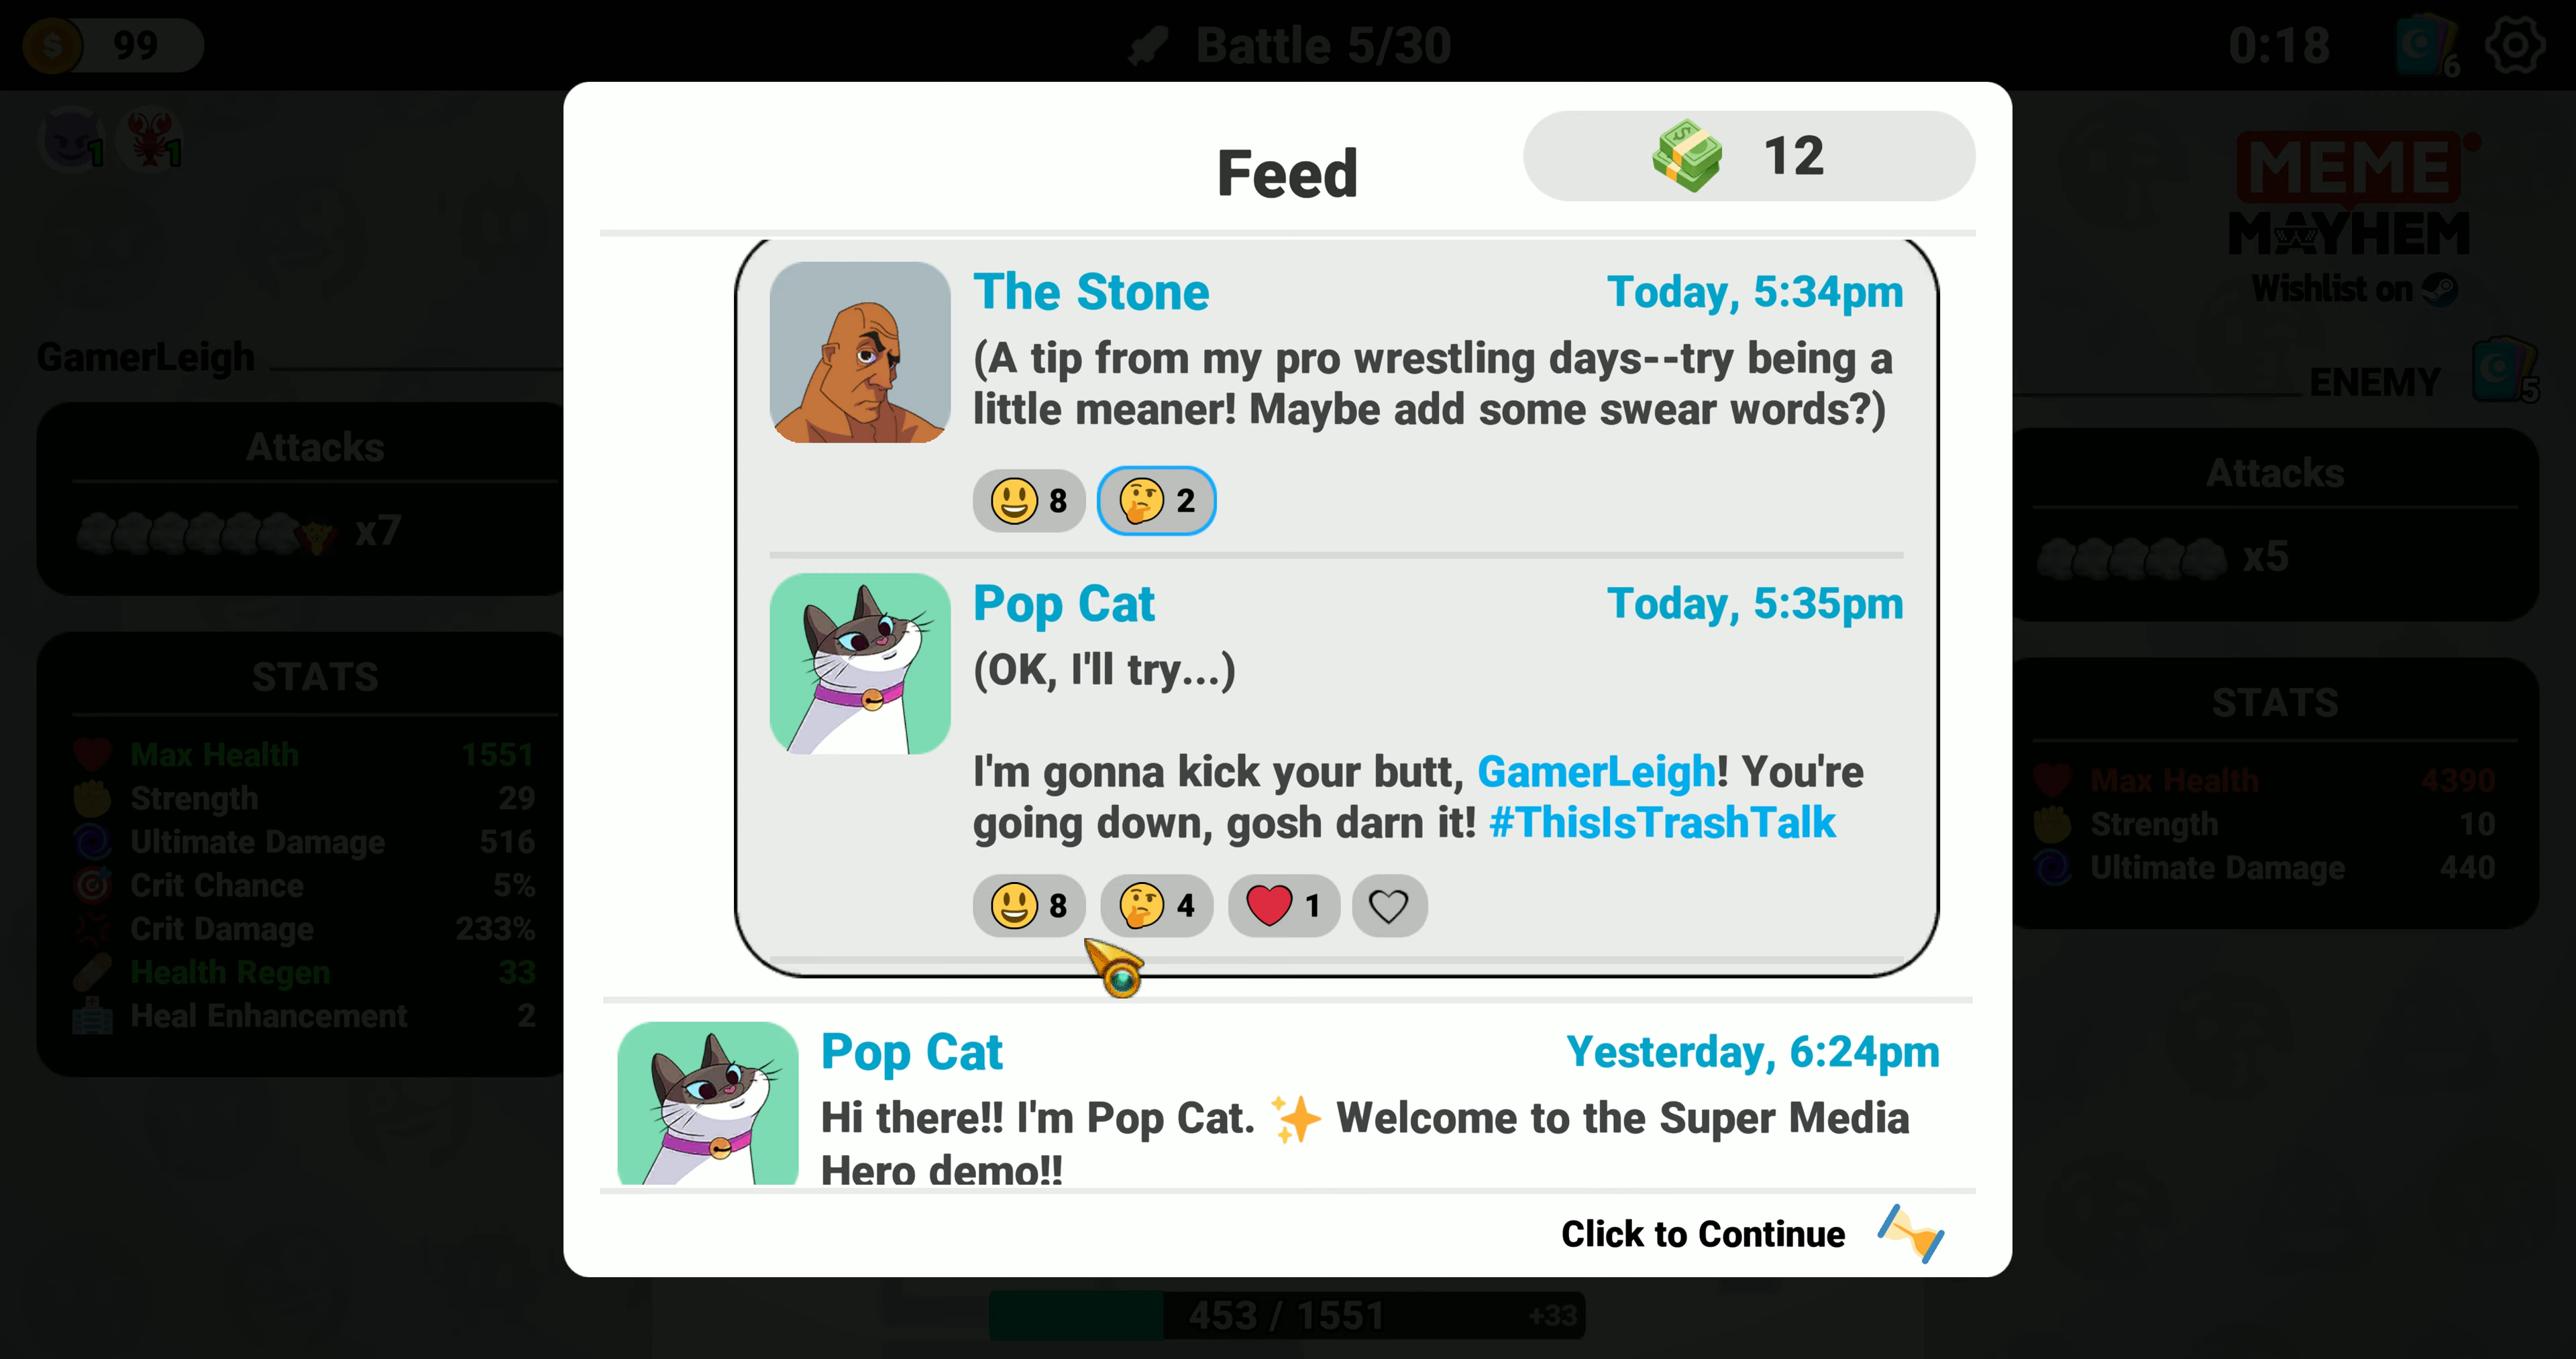 99
Battle 5/30
0:18
6
1
1
Feed
12
MEME
MAYHEM
Wishlist on
GamerLeigh
Attacks
x7
STATS
Max Health 1551
Strength 29
Ultimate Damage 516
Crit Chance 5%
Crit Damage 233%
Health Regen 33
Heal Enhancement 2
The Stone Today, 5:34pm
(A tip from my pro wrestling days--try being a
little meaner! Maybe add some swear words?)
8 2
Pop Cat Today, 5:35pm
(OK, I'll try...)
I'm gonna kick your butt, GamerLeigh! You're
going down, gosh darn it! #ThisIsTrashTalk
8 4 1
Pop Cat Yesterday, 6:24pm
Hi there!! I'm Pop Cat. Welcome to the Super Media
Hero demo!!
Click to Continue
ENEMY
5
Attacks
x5
STATS
Max Health 4390
Strength 10
Ultimate Damage 440
453 / 1551
+33